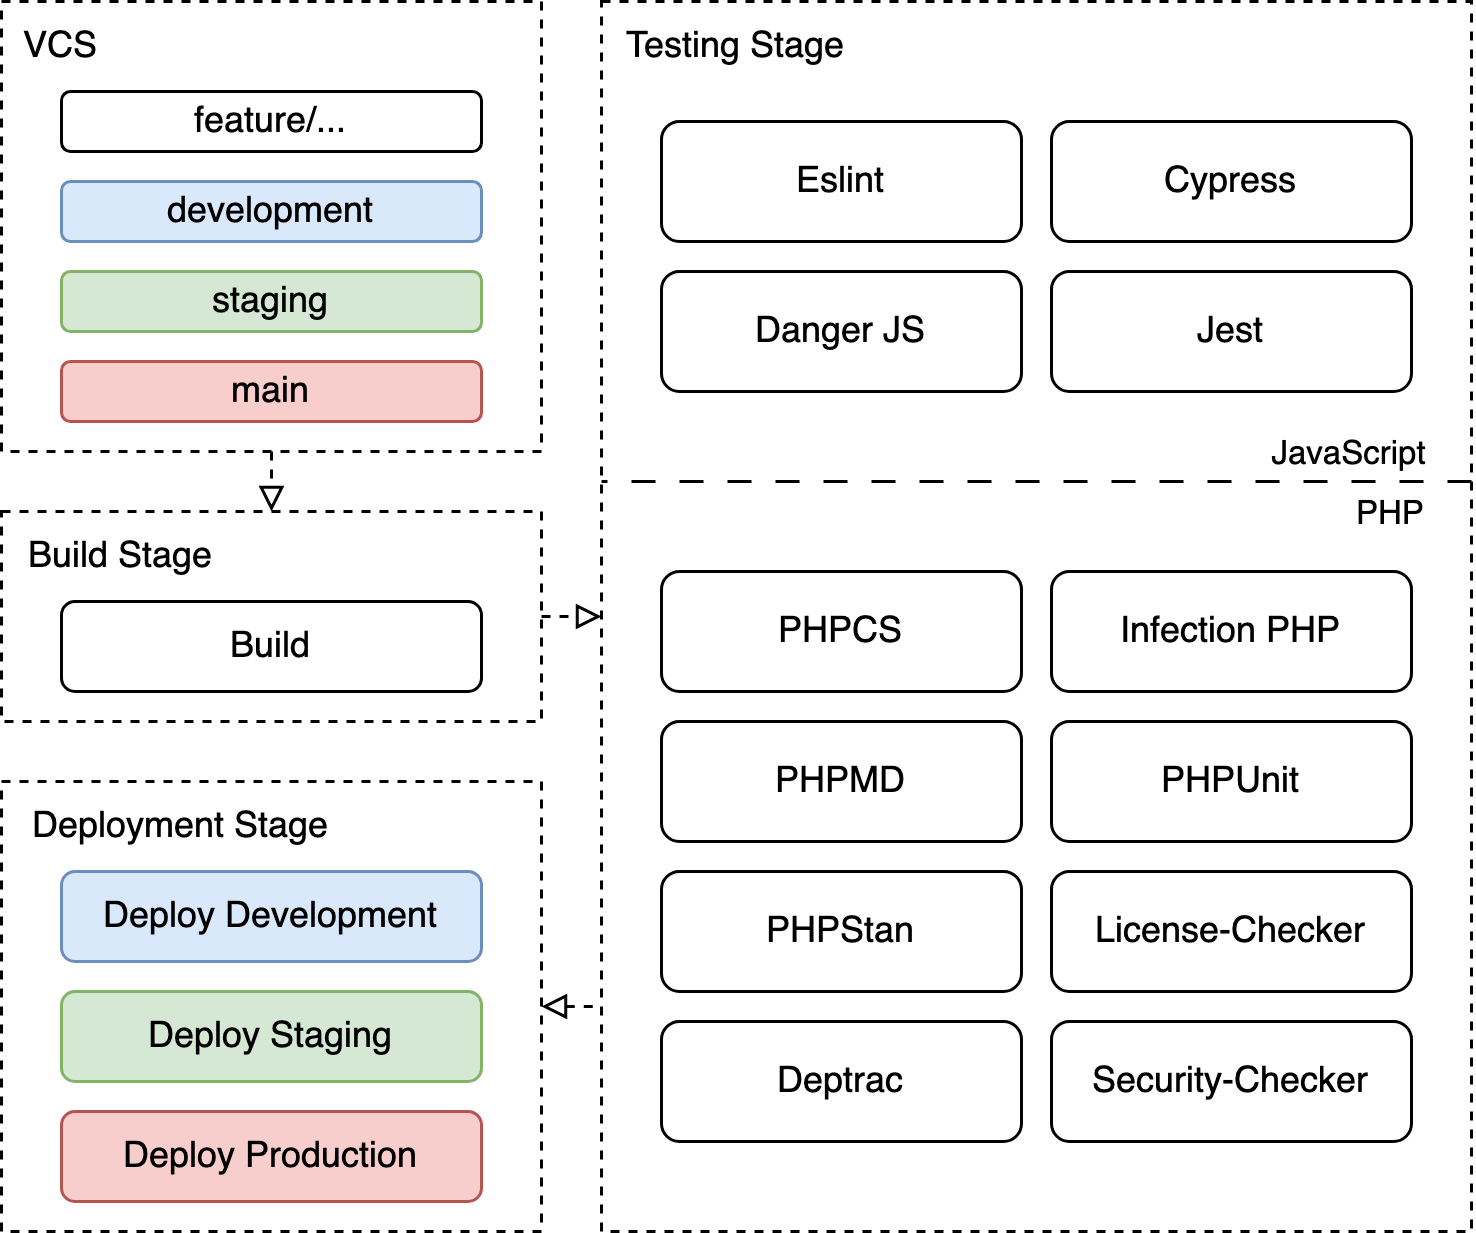 VCS
feature/...
development
staging
main
Build Stage
Build
Deployment Stage
Deploy Development
Deploy Staging
Deploy Production
Testing Stage
Eslint
Cypress
Danger JS
Jest
JavaScript
PHP
PHPCS
Infection PHP
PHPMD
PHPUnit
PHPStan
License-Checker
Deptrac
Security-Checker